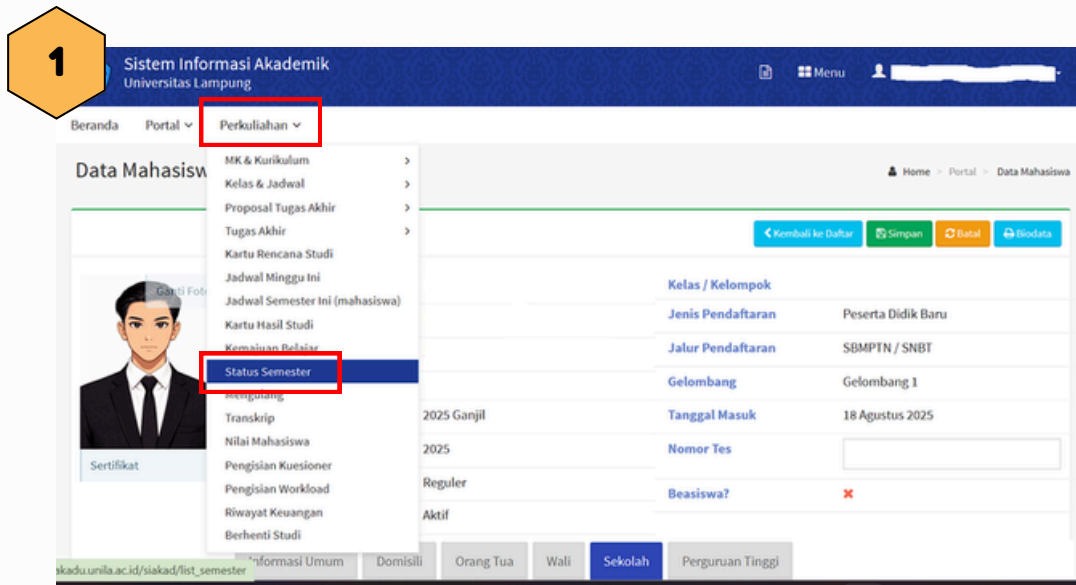 1
Sistem Informasi Akademik
Universitas Lampung
Menu
Beranda Portal Perkuliahan
Data Mahasisw
Home > Portal > Data Mahasiswa
MK & Kurikulum
Kelas & Jadwal
Proposal Tugas Akhir
Tugas Akhir
Kartu Rencana Studi
Jadwal Minggu Ini
Jadwal Semester Ini (mahasiswa)
Kartu Hasil Studi
Kemajuan Belajar
Status Semester
Mengulang
Transkrip
Nilai Mahasiswa
Pengisian Kuesioner
Pengisian Workload
Riwayat Keuangan
Berhenti Studi
Kembali ke Daftar Simpan Batal Biodata
Ganti Foto
Sertifikat
2025 Ganjil
2025
Reguler
Aktif
Kelas / Kelompok
Jenis Pendaftaran Peserta Didik Baru
Jalur Pendaftaran SBMPTN / SNBT
Gelombang Gelombang 1
Tanggal Masuk 18 Agustus 2025
Nomor Tes
Beasiswa?
Informasi Umum Domisili Orang Tua Wali Sekolah Perguruan Tinggi
akadu.unila.ac.id/siakad/list_semester